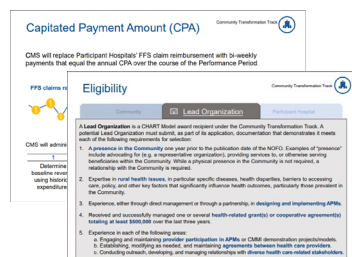 Capitated Payment Amount (CPA)
Community Transformation Track
CMS will replace Participant Hospitals' FFS claim reimbursement with bi-weekly
payments that equal the annual CPA over the course of the Performance Period.
FFS claims re
CMS will admini
1
Determine
baseline rever
using historic
expenditure
Eligibility
Community Transformation Track
Community
Lead Organization
Participant Hospital
A Lead Organization is a CHART Model award recipient under the Community Transformation Track. A
potential Lead Organization must submit, as part of its application, documentation that demonstrates it meets
each of the following requirements for selection:
1. A presence in the Community one year prior to the publication date of the NOFO. Examples of "presence"
include advocating for (e.g. a representative organization), providing services to, or otherwise serving
beneficiaries within the Community. While a physical presence in the Community is not required, a
relationship with the Community is required.
2. Expertise in rural health issues, in particular specific diseases, health disparities, barriers to accessing
care, policy, and other key factors that significantly influence health outcomes, particularly those prevalent in
the Community.
3. Experience, either through direct management or through a partnership, in designing and implementing APMs.
4. Received and successfully managed one or several health-related grant(s) or cooperative agreement(s)
totaling at least $500,000 over the last three years.
5. Experience in each of the following areas:
a. Engaging and maintaining provider participation in APMs or CMMI demonstration projects/models.
b. Establishing, modifying as needed, and maintaining agreements between health care providers.
c. Conducting outreach, developing, and managing relationships with diverse health care-related stakeholders.